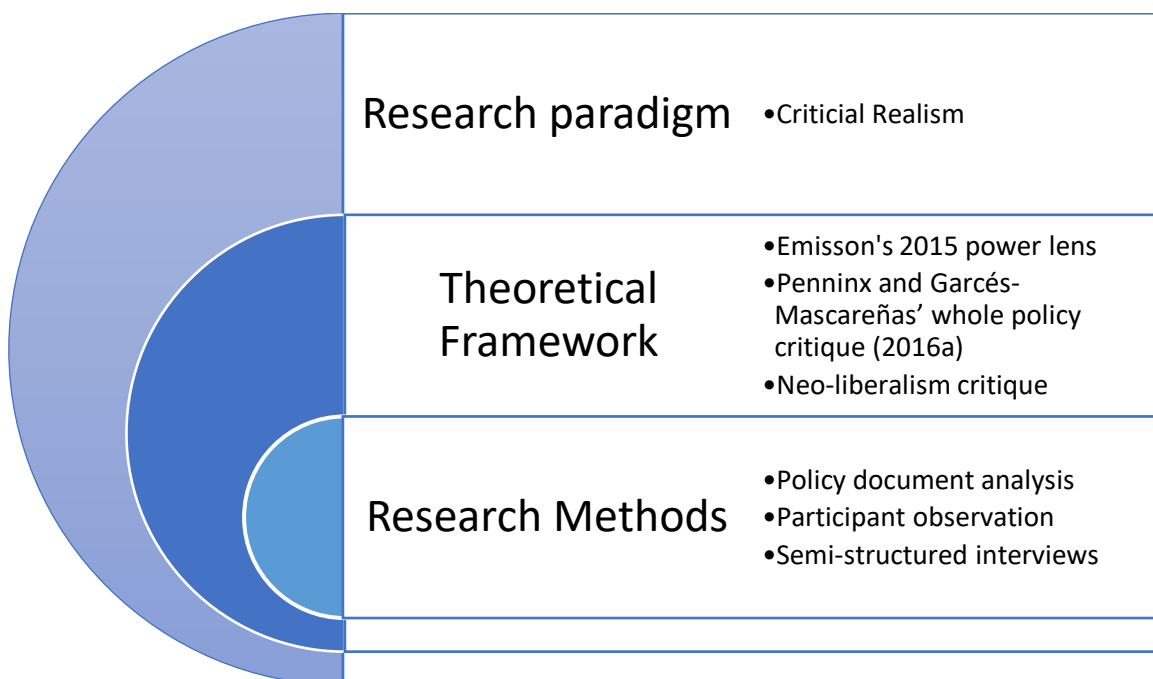 Research paradigm
•Criticial Realism
Theoretical
Framework
•Emisson's 2015 power lens
•Penninx and Garcés-
Mascareñas’ whole policy
critique (2016a)
•Neo-liberalism critique
Research Methods
•Policy document analysis
•Participant observation
•Semi-structured interviews